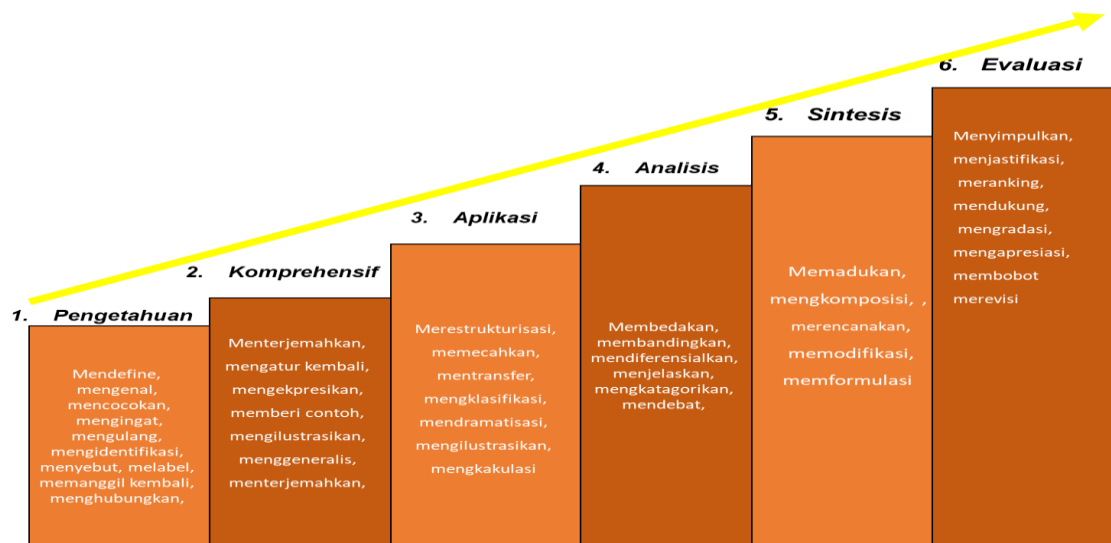 1. Pengetahuan
Mendefine,
mengenal,
mencocokan,
mengingat,
mengulang,
mengidentifikasi,
menyebut, melabel,
memanggil kembali,
menghubungkan,
2. Komprehensif
Menterjemahkan,
mengatur kembali,
mengekpresikan,
memberi contoh,
mengilustrasikan,
menggeneralis,
menterjemahkan,
3. Aplikasi
Merestrukturisasi,
memecahkan,
mentransfer,
mengklasifikasi,
mendramatisasi,
mengilustrasikan,
mengkakulasi
4. Analisis
Membedakan,
membandingkan,
mendiferensialkan,
menjelaskan,
mengkatagorikan,
mendebat,
5. Sintesis
Memadukan,
mengkomposisi, ,
merencanakan,
memodifikasi,
memformulasi
6. Evaluasi
Menyimpulkan,
menjastifikasi,
meranking,
mendukung,
mengradasi,
mengapresiasi,
membobot
merevisi